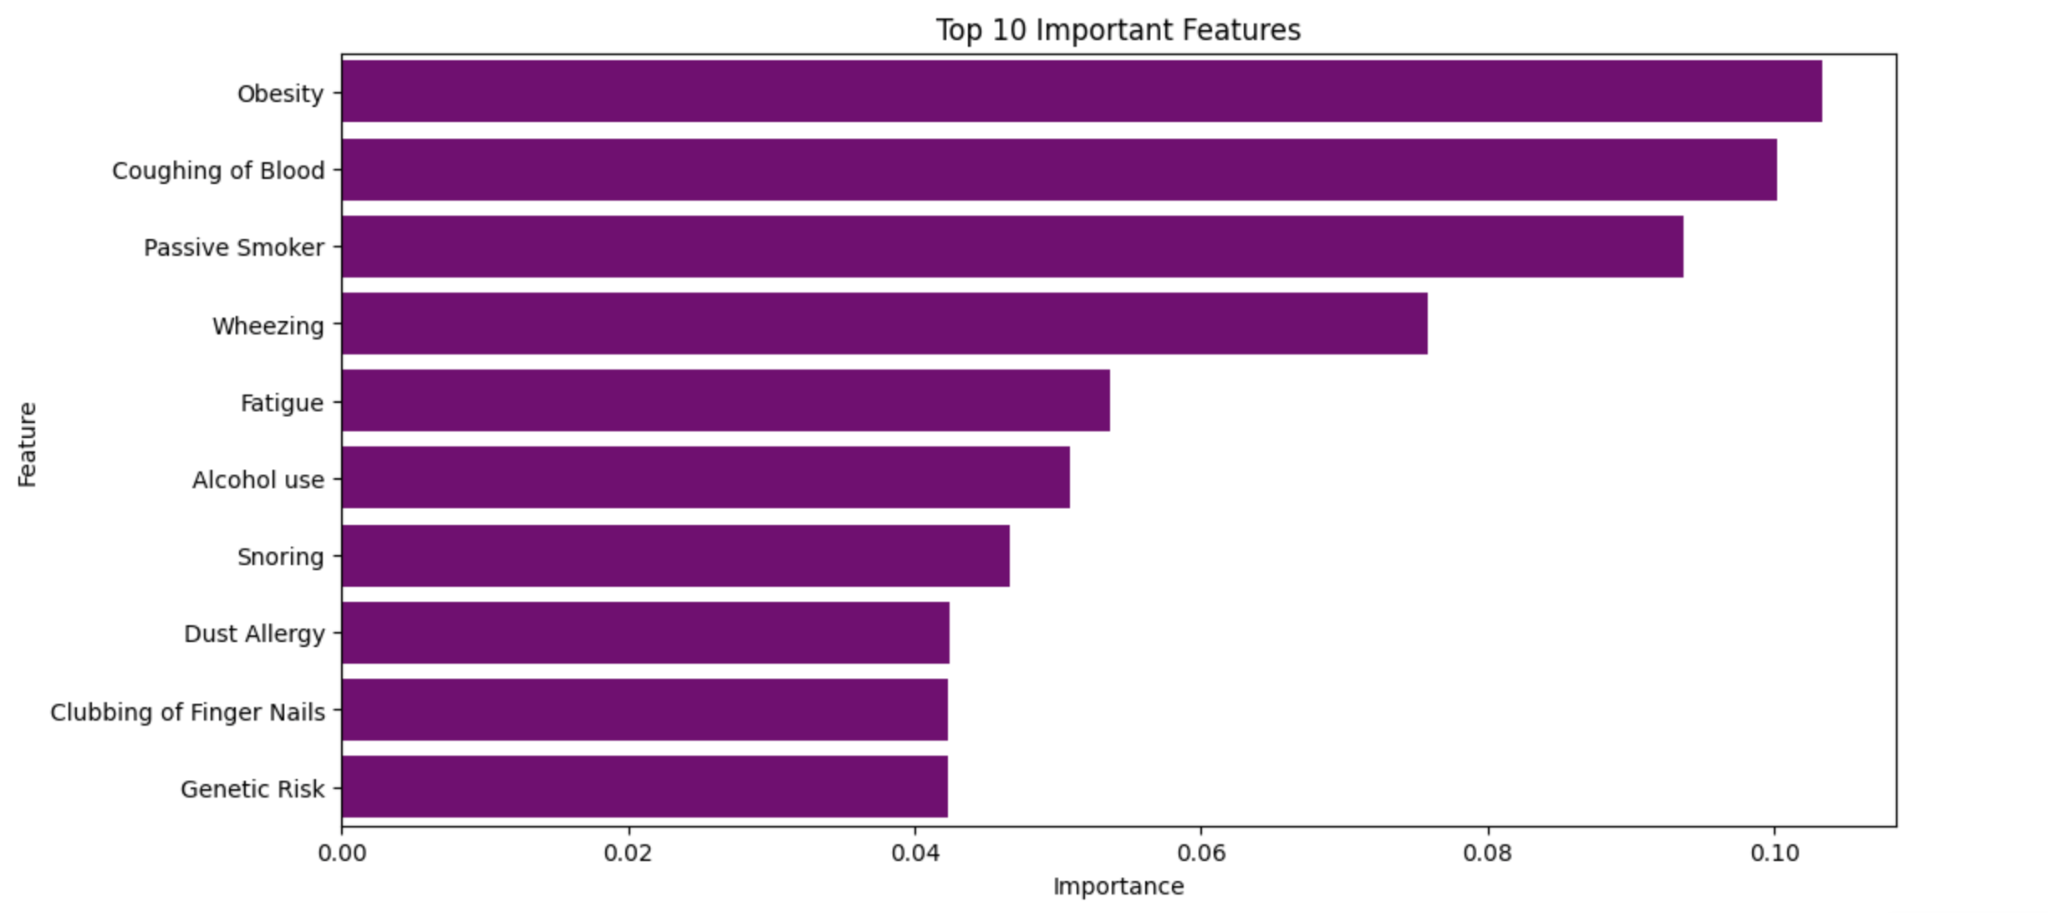 Top 10 Important Features
Feature
Obesity
Coughing of Blood
Passive Smoker
Wheezing
Fatigue
Alcohol use
Snoring
Dust Allergy
Clubbing of Finger Nails
Genetic Risk
0.00 0.02 0.04 0.06 0.08 0.10
Importance